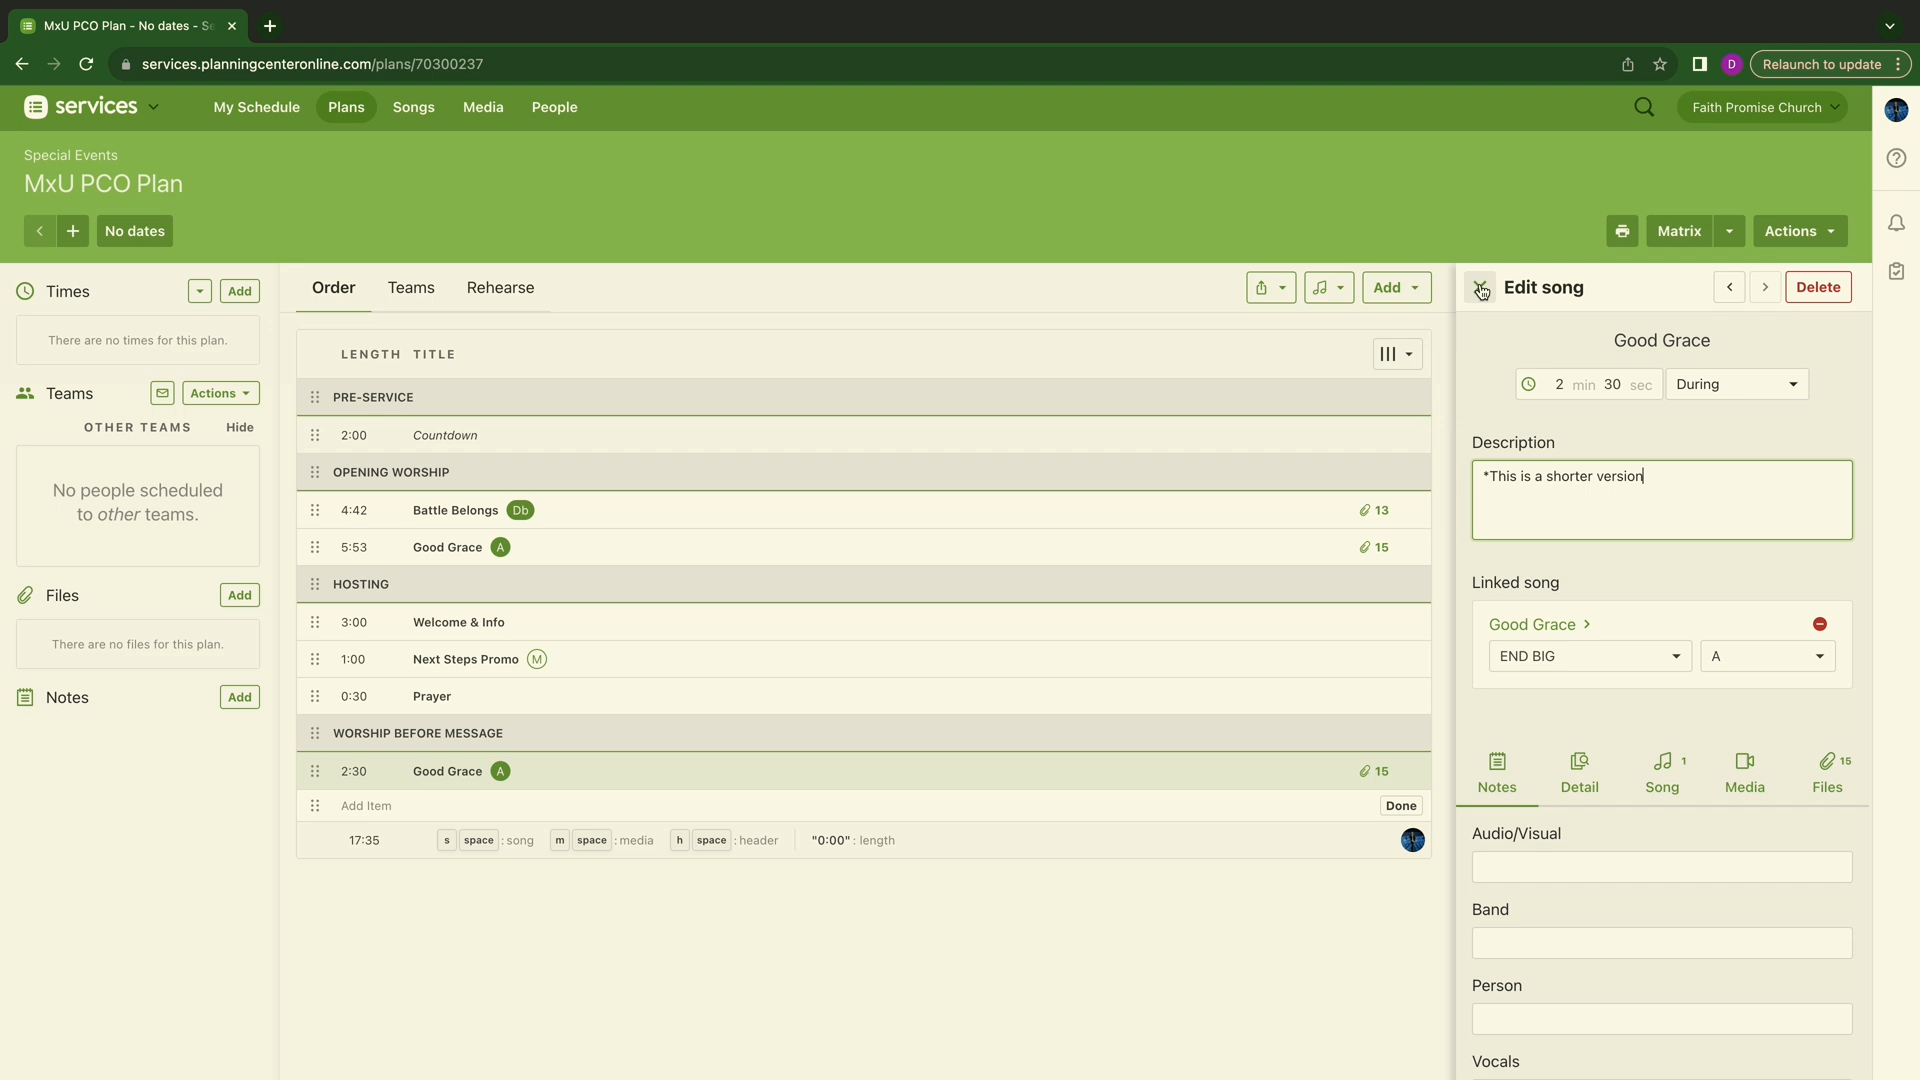 MxU PCO Plan - No dates - Se
services.planningcenteronline.com/plans/70300237
D
Relaunch to update
services
My Schedule
Plans
Songs
Media
People
Faith Promise Church
Special Events
MxU PCO Plan
No dates
Matrix
Actions
Times
Add
There are no times for this plan.
Teams
Actions
OTHER TEAMS
Hide
No people scheduled
to other teams.
Files
Add
There are no files for this plan.
Notes
Add
Order
Teams
Rehearse
Add
LENGTH TITLE
PRE-SERVICE
2:00 Countdown
OPENING WORSHIP
4:42 Battle Belongs Db 13
5:53 Good Grace A 15
HOSTING
3:00 Welcome & Info
1:00 Next Steps Promo M
0:30 Prayer
WORSHIP BEFORE MESSAGE
2:30 Good Grace A 15
Add Item Done
17:35 s space : song m space : media h space : header "0:00" : length
Edit song
Delete
Good Grace
2 min 30 sec During
Description
*This is a shorter version
Linked song
Good Grace
END BIG A
Notes
Detail
Song 1
Media
Files 15
Audio/Visual
Band
Person
Vocals